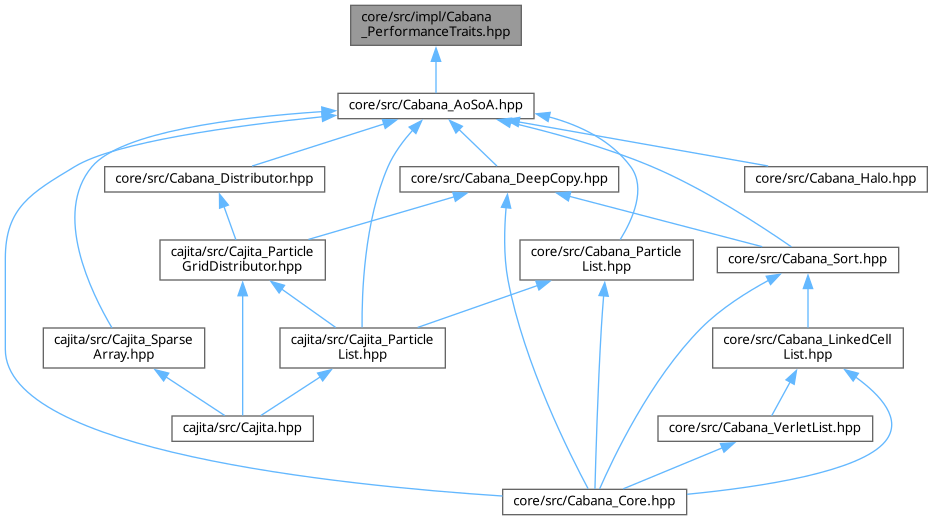 core/src/impl/Cabana
_PerformanceTraits.hpp
core/src/Cabana_AoSoA.hpp
core/src/Cabana_Distributor.hpp
core/src/Cabana_DeepCopy.hpp
core/src/Cabana_Halo.hpp
cajita/src/Cajita_Particle
GridDistributor.hpp
core/src/Cabana_Particle
List.hpp
core/src/Cabana_Sort.hpp
cajita/src/Cajita_Sparse
Array.hpp
cajita/src/Cajita_Particle
List.hpp
core/src/Cabana_LinkedCell
List.hpp
cajita/src/Cajita.hpp
core/src/Cabana_VerletList.hpp
core/src/Cabana_Core.hpp